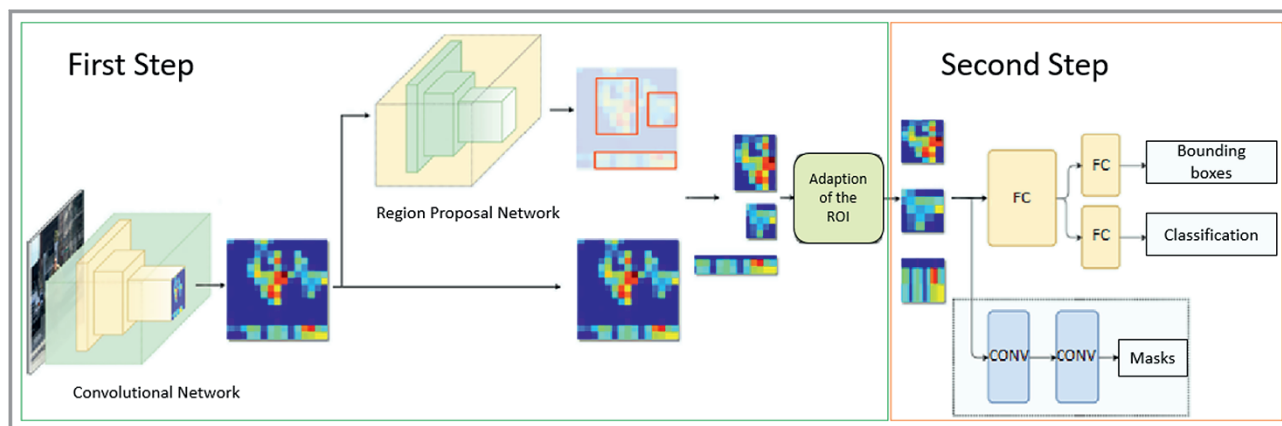 First Step
Second Step
Region Proposal Network
Convolutional Network
Adaption
of the
ROI
FC
FC
Bounding
boxes
FC
Classification
CONV
CONV
Masks